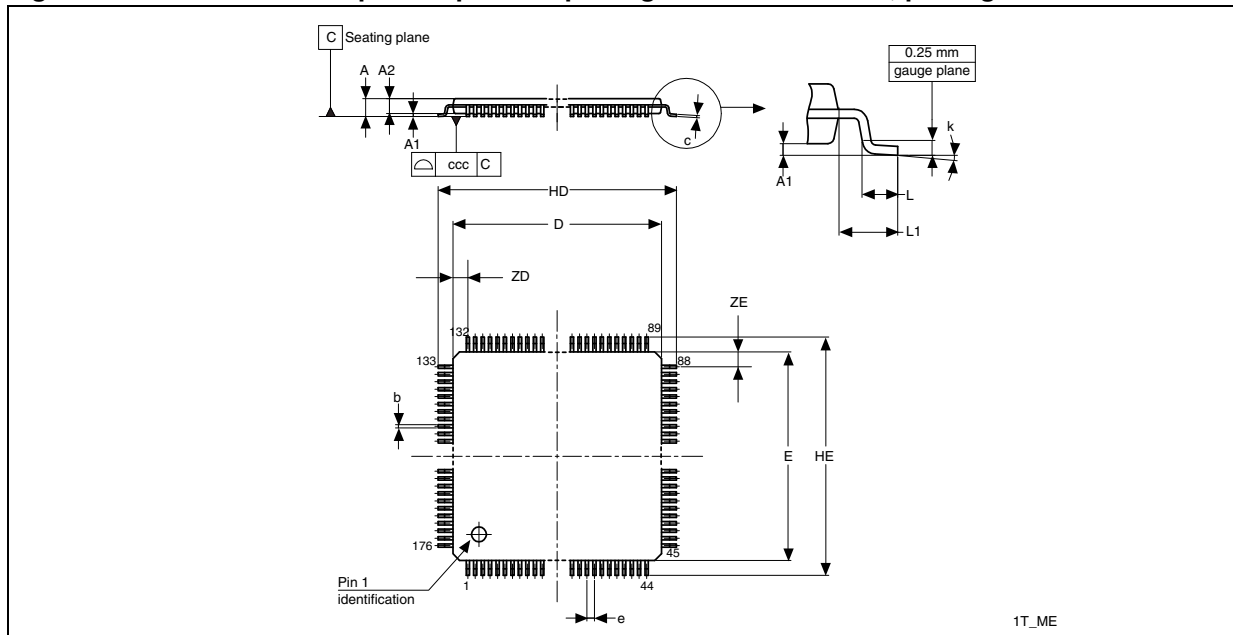 C Seating plane
A A2
A1
ccc C
c
0.25 mm
gauge plane
k
A1
L
L1
HD
D
ZD
ZE
132
89
133
88
b
E
HE
176
45
Pin 1
identification
1
44
e
1T_ME